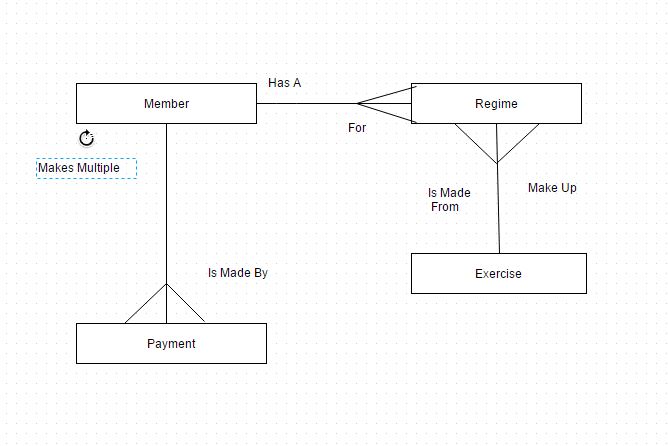 Has A
Member
Regime
For
Makes Multiple
Is Made
From
Make Up
Is Made By
Exercise
Payment